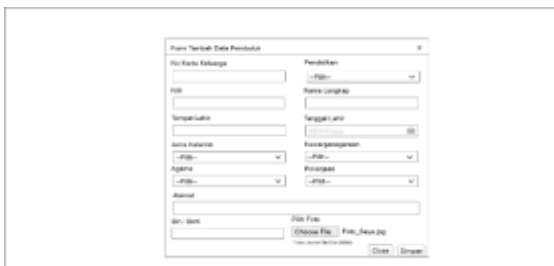 Form Tambah Data Penduduk X
No Kartu Keluarga Pendidikan
--Pilih--
NIK Nama Lengkap
Tempat Lahir Tanggal Lahir
Jenis Kelamin Kewarganegaraan
--Pilih-- --Pilih--
Agama Pekerjaan
--Pilih-- --Pilih--
Alamat
Pilih Foto
Choose File Foto_Saya.jpg
Close Simpan